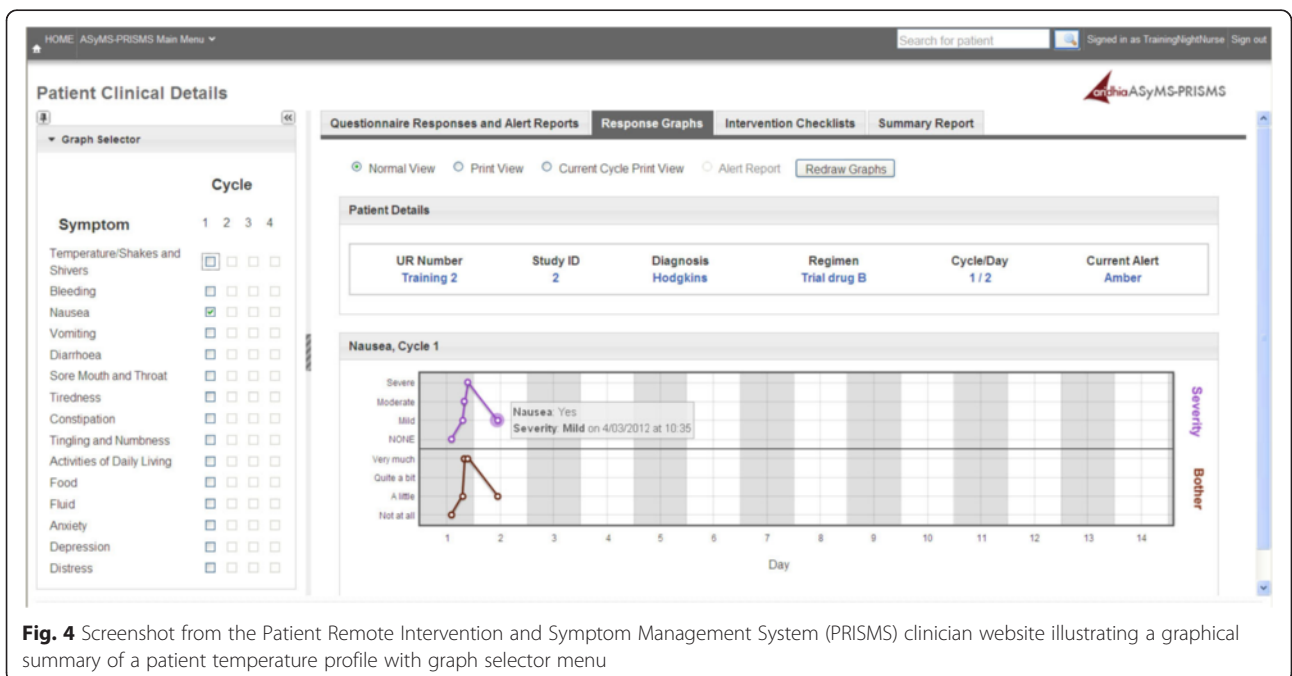 HOME ASyMS-PRISMS Main Menu
Search for patient
Signed in as TrainingNightNurse Sign out
Patient Clinical Details
aridhiaASyMS-PRISMS
Graph Selector
Cycle
Symptom 1 2 3 4
Temperature/Shakes and
Shivers
Bleeding
Nausea
Vomiting
Diarrhoea
Sore Mouth and Throat
Tiredness
Constipation
Tingling and Numbness
Activities of Daily Living
Food
Fluid
Anxiety
Depression
Distress
Questionnaire Responses and Alert Reports Response Graphs Intervention Checklists Summary Report
Normal View Print View Current Cycle Print View Alert Report Redraw Graphs
Patient Details
UR Number Study ID Diagnosis Regimen Cycle/Day Current Alert
Training 2 2 Hodgkins Trial drug B 1 / 2 Amber
Nausea, Cycle 1
Severe
Moderate
Mild
NONE
Very much
Quite a bit
A little
Not at all
Nausea: Yes
Severity: Mild on 4/03/2012 at 10:35
Severity
Bother
1 2 3 4 5 6 7 8 9 10 11 12 13 14
Day
Fig. 4 Screenshot from the Patient Remote Intervention and Symptom Management System (PRISMS) clinician website illustrating a graphical
summary of a patient temperature profile with graph selector menu